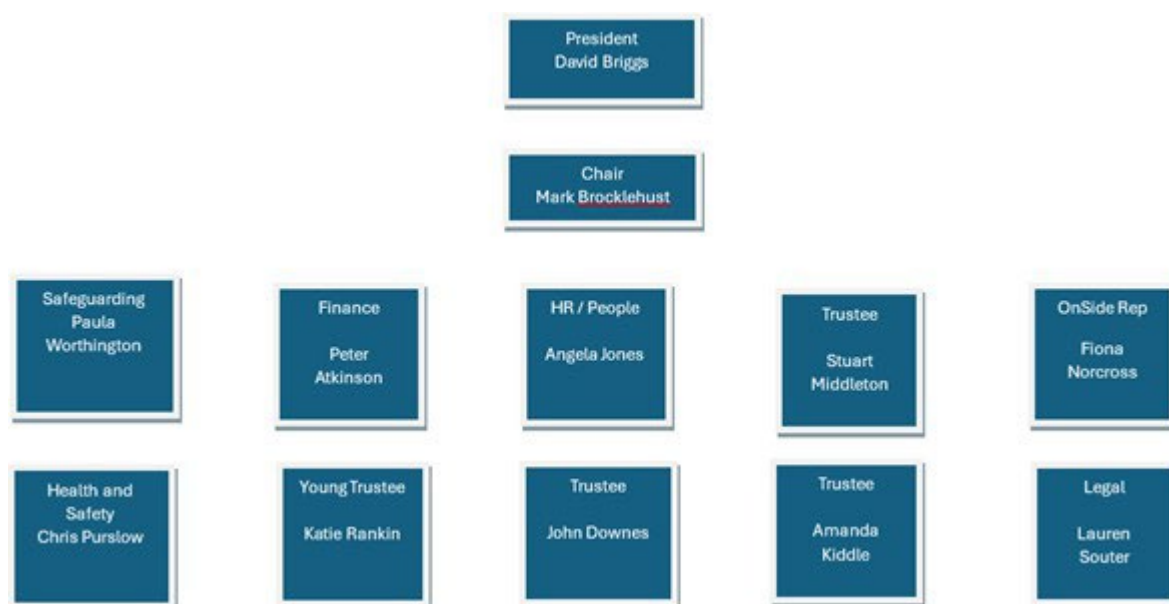 President
David Briggs
Chair
Mark Brocklehust
Safeguarding
Paula
Worthington
Finance
Peter
Atkinson
HR / People
Angela Jones
Trustee
Stuart
Middleton
OnSide Rep
Fiona
Norcross
Health and
Safety
Chris Purslow
Young Trustee
Katie Rankin
Trustee
John Downes
Trustee
Amanda
Kiddle
Legal
Lauren
Souter